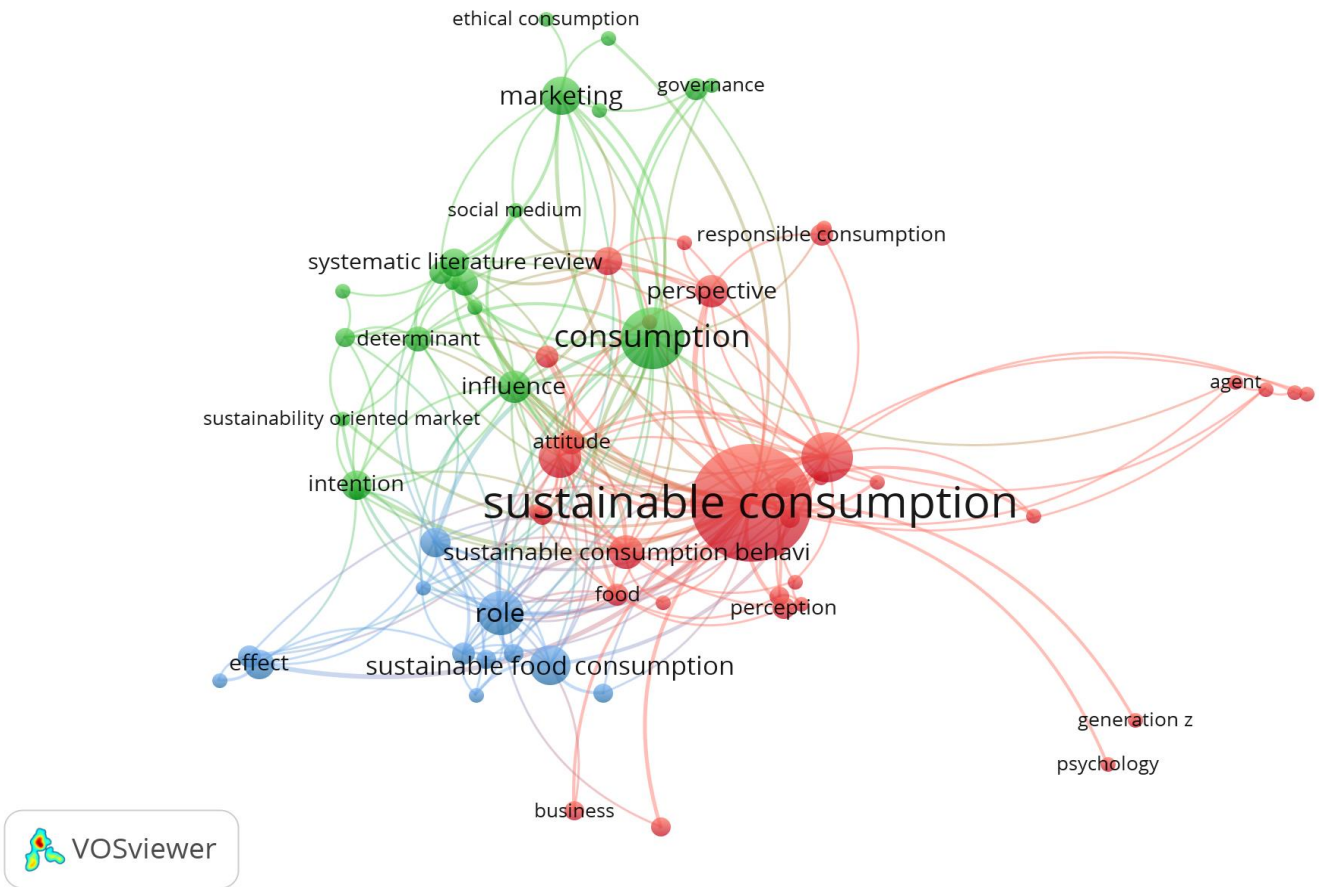 ethical consumption
governance
marketing
social medium
responsible consumption
systematic literature review
perspective
consumption
determinant
influence
agent
sustainability oriented market
attitude
intention
sustainable consumption
sustainable consumption behavi
food
perception
role
effect
sustainable food consumption
generation z
psychology
business
VOSviewer